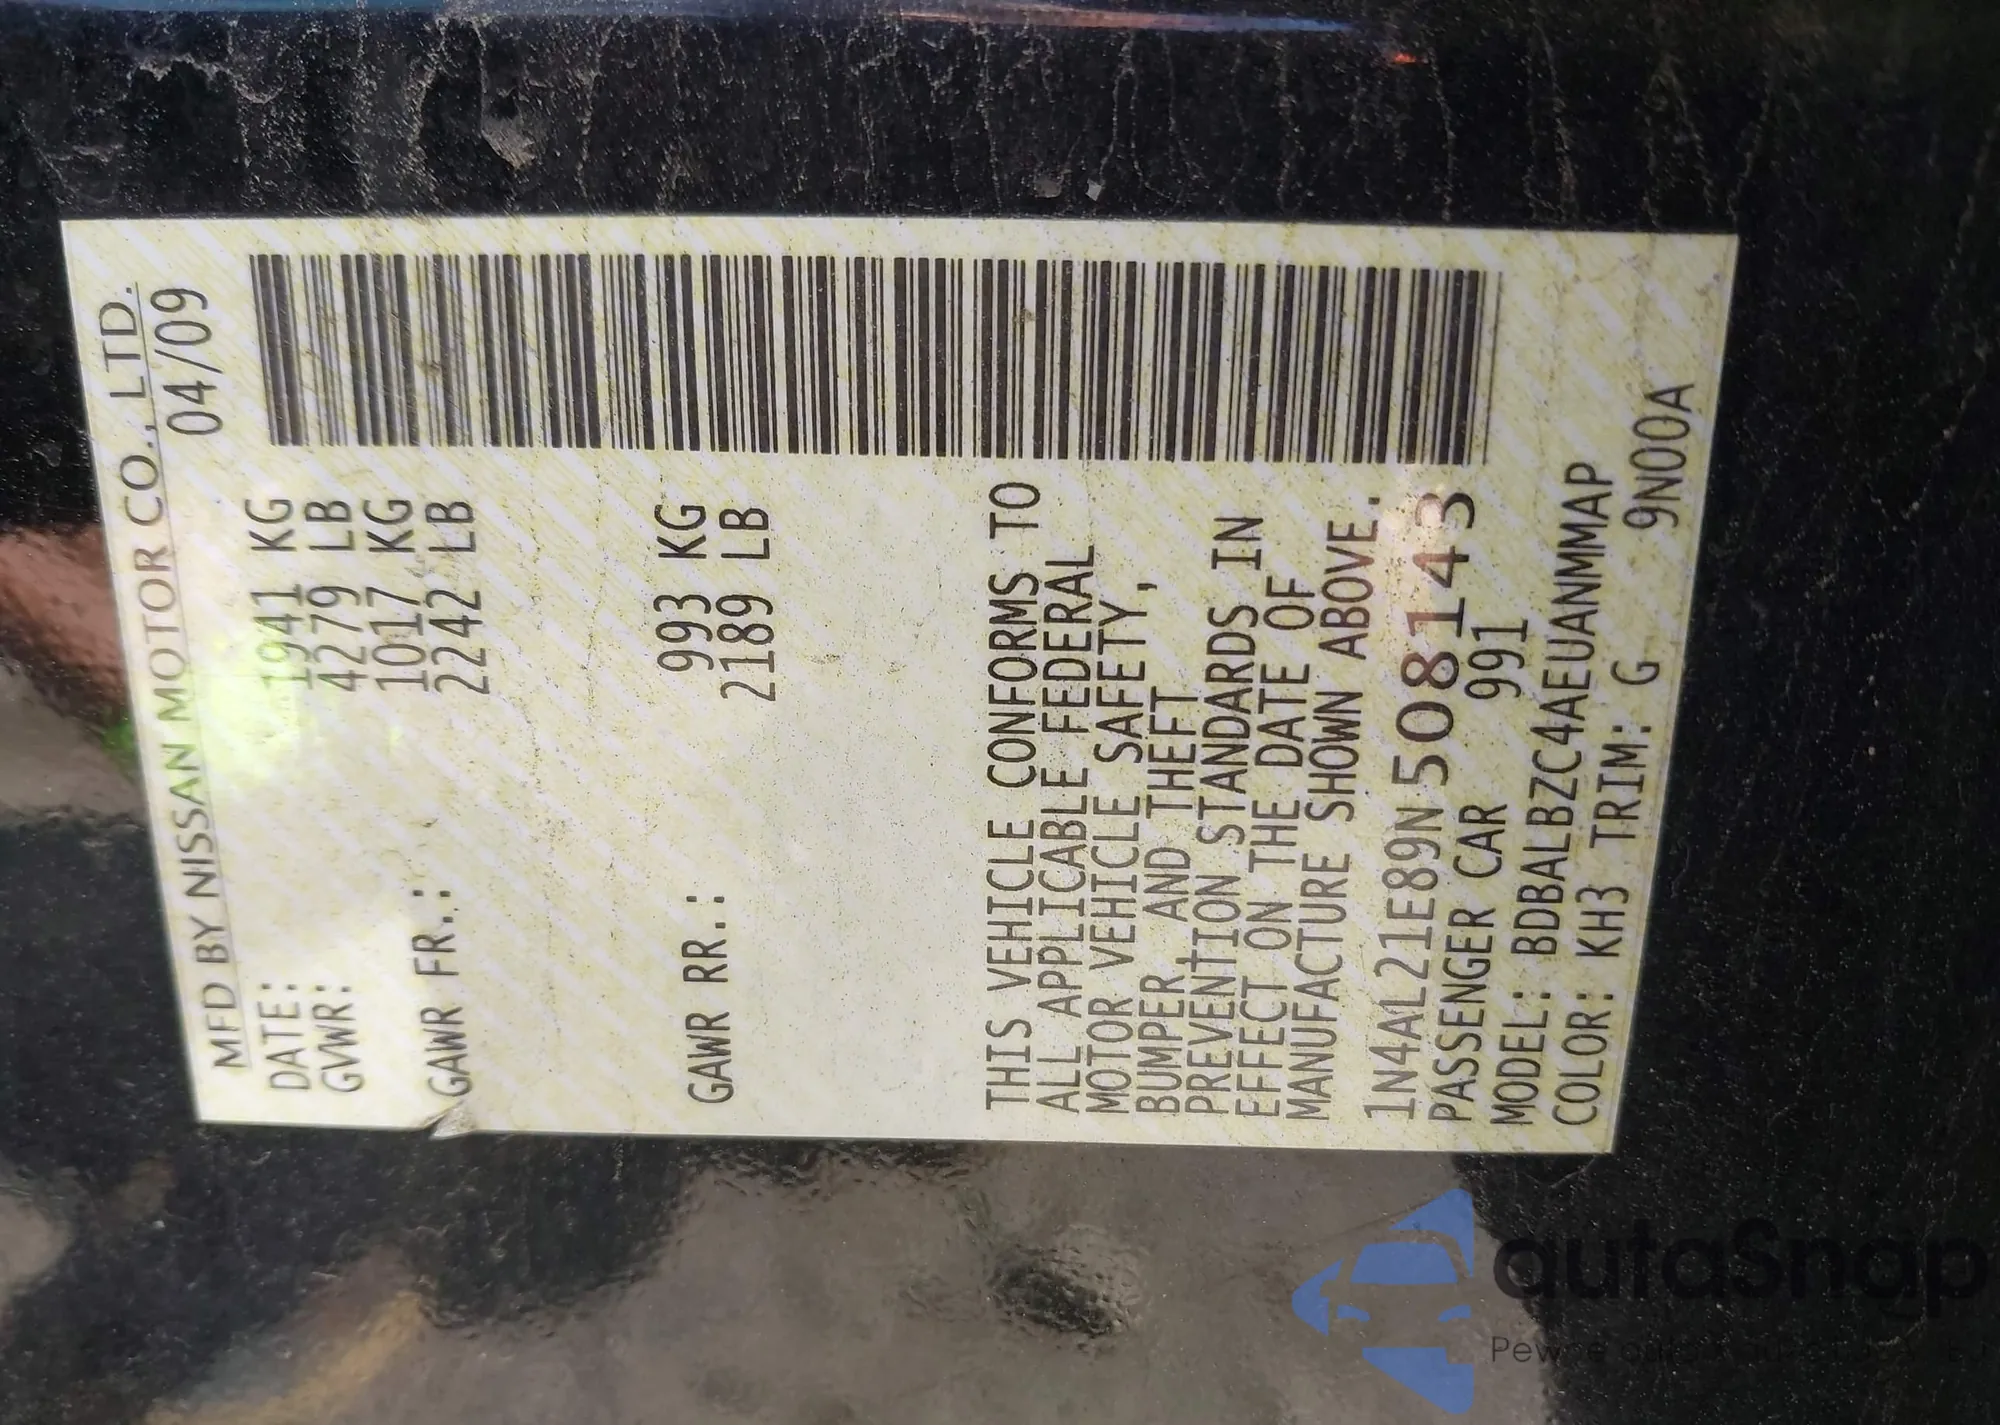 MFD BY NISSAN MOTOR CO., LTD.
DATE: 04/09
GVWR: 1941 KG
4279 LB
GAWR FR.: 1017 KG
2242 LB
GAWR RR.: 993 KG
2189 LB
THIS VEHICLE CONFORMS TO
ALL APPLICABLE FEDERAL
MOTOR VEHICLE SAFETY,
BUMPER AND THEFT
PREVENTION STANDARDS IN
EFFECT ON THE DATE OF
MANUFACTURE SHOWN ABOVE.
1N4AL21E89N508143
PASSENGER CAR 991
MODEL: BDBALBZC4AEUANMMAP
COLOR: KH3 TRIM: G 9N00A
autaSnap
Pewne auta